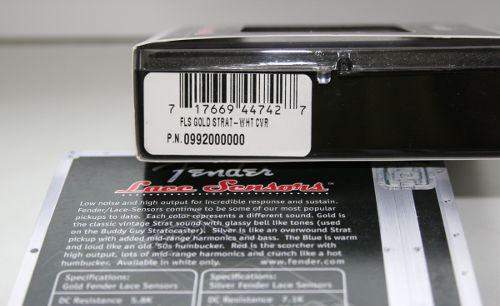 7 17669 44742 7
FLS GOLD STRAT-WHT CVR
P.N. 0992000000
Fender
Lace Sensors
Low noise and high output for incredible response and sustain.
Fender/Lace-Sensors continue to be some of our most popular
pickups to date. Each color represents a different sound. Gold is
the classic vintage Strat sound with glassy bell like tones (used
on the Buddy Guy Stratocaster). Silver is like an overwound Strat
pickup with added mid-range harmonics and bass. The Blue is warm
and loud like an old '50s humbucker. Red is the scorcher with
high output, lots of mid-range harmonics and crunch like a hot
humbucker. Available in white only. www.fender.com
Specifications:
Gold Fender Lace Sensors
DC Resistance 5.8K
Specifications:
Silver Fender Lace Sensors
DC Resistance 7.1K